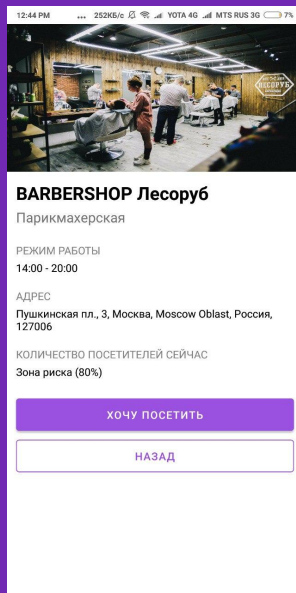 12:44 PM ... 252КБ/с YOTA 4G MTS RUS 3G 7%
ЛЕСОРУБ
BARBERSHOP Лесоруб
Парикмахерская
РЕЖИМ РАБОТЫ
14:00 - 20:00
АДРЕС
Пушкинская пл., 3, Москва, Moscow Oblast, Россия,
127006
КОЛИЧЕСТВО ПОСЕТИТЕЛЕЙ СЕЙЧАС
Зона риска (80%)
ХОЧУ ПОСЕТИТЬ
НАЗАД